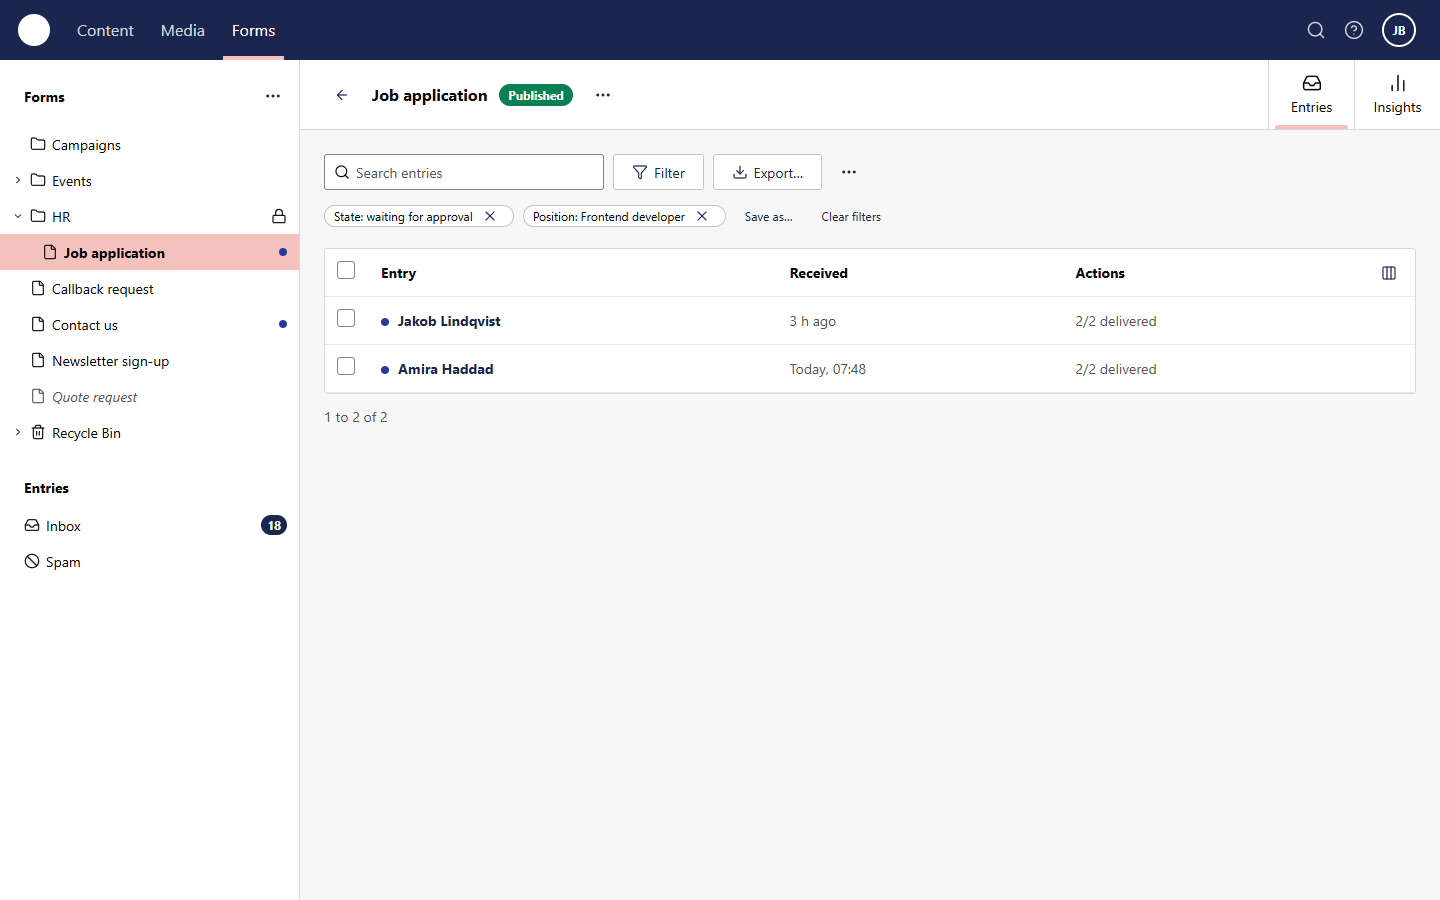 Content Media Forms JB
Forms
Campaigns
Events
HR
Job application
Callback request
Contact us
Newsletter sign-up
Quote request
Recycle Bin
Entries
Inbox 18
Spam
Job application Published
Entries Insights
Search entries Filter Export...
State: waiting for approval Position: Frontend developer Save as... Clear filters
Entry Received Actions
Jakob Lindqvist 3 h ago 2/2 delivered
Amira Haddad Today, 07:48 2/2 delivered
1 to 2 of 2